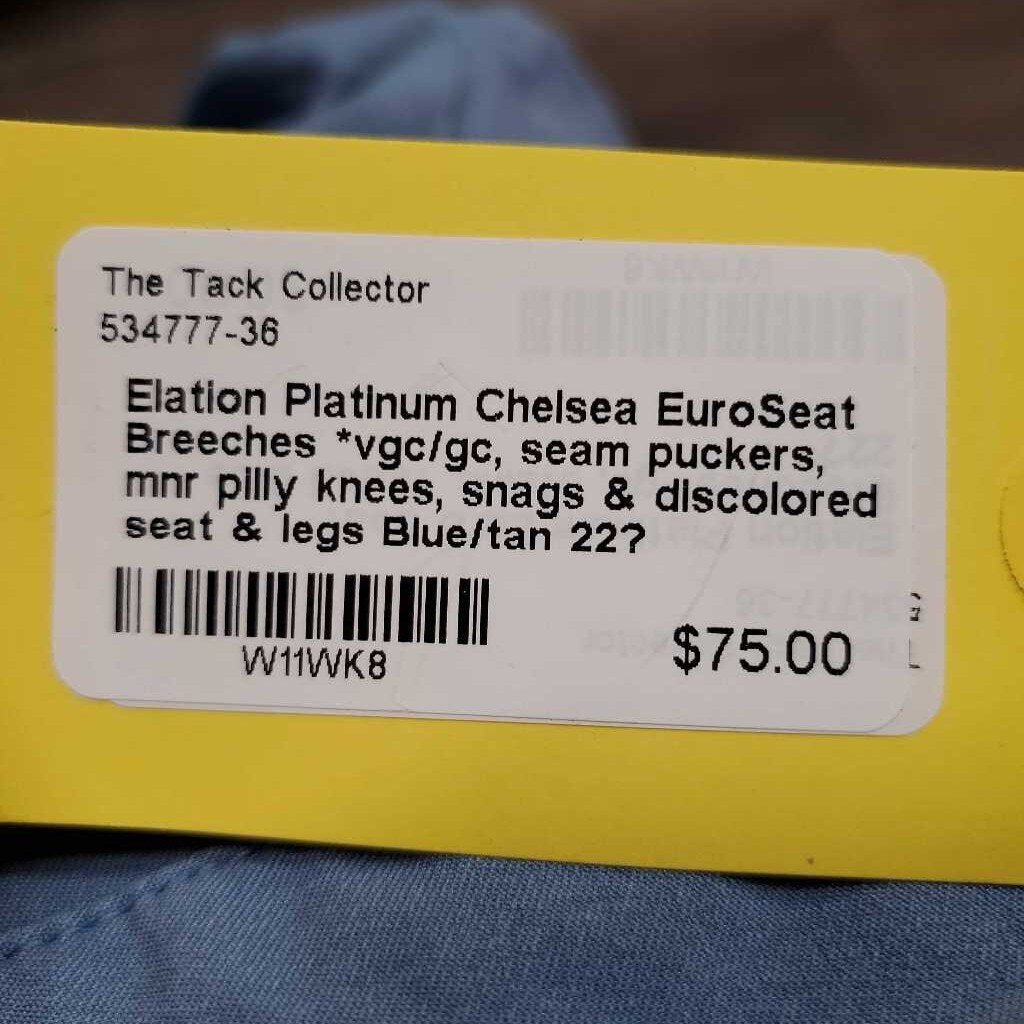 The Tack Collector
534777-36
Elation Platinum Chelsea EuroSeat
Breeches *vgc/gc, seam puckers,
mnr pilly knees, snags & discolored
seat & legs Blue/tan 22?
W11WK8
$75.00